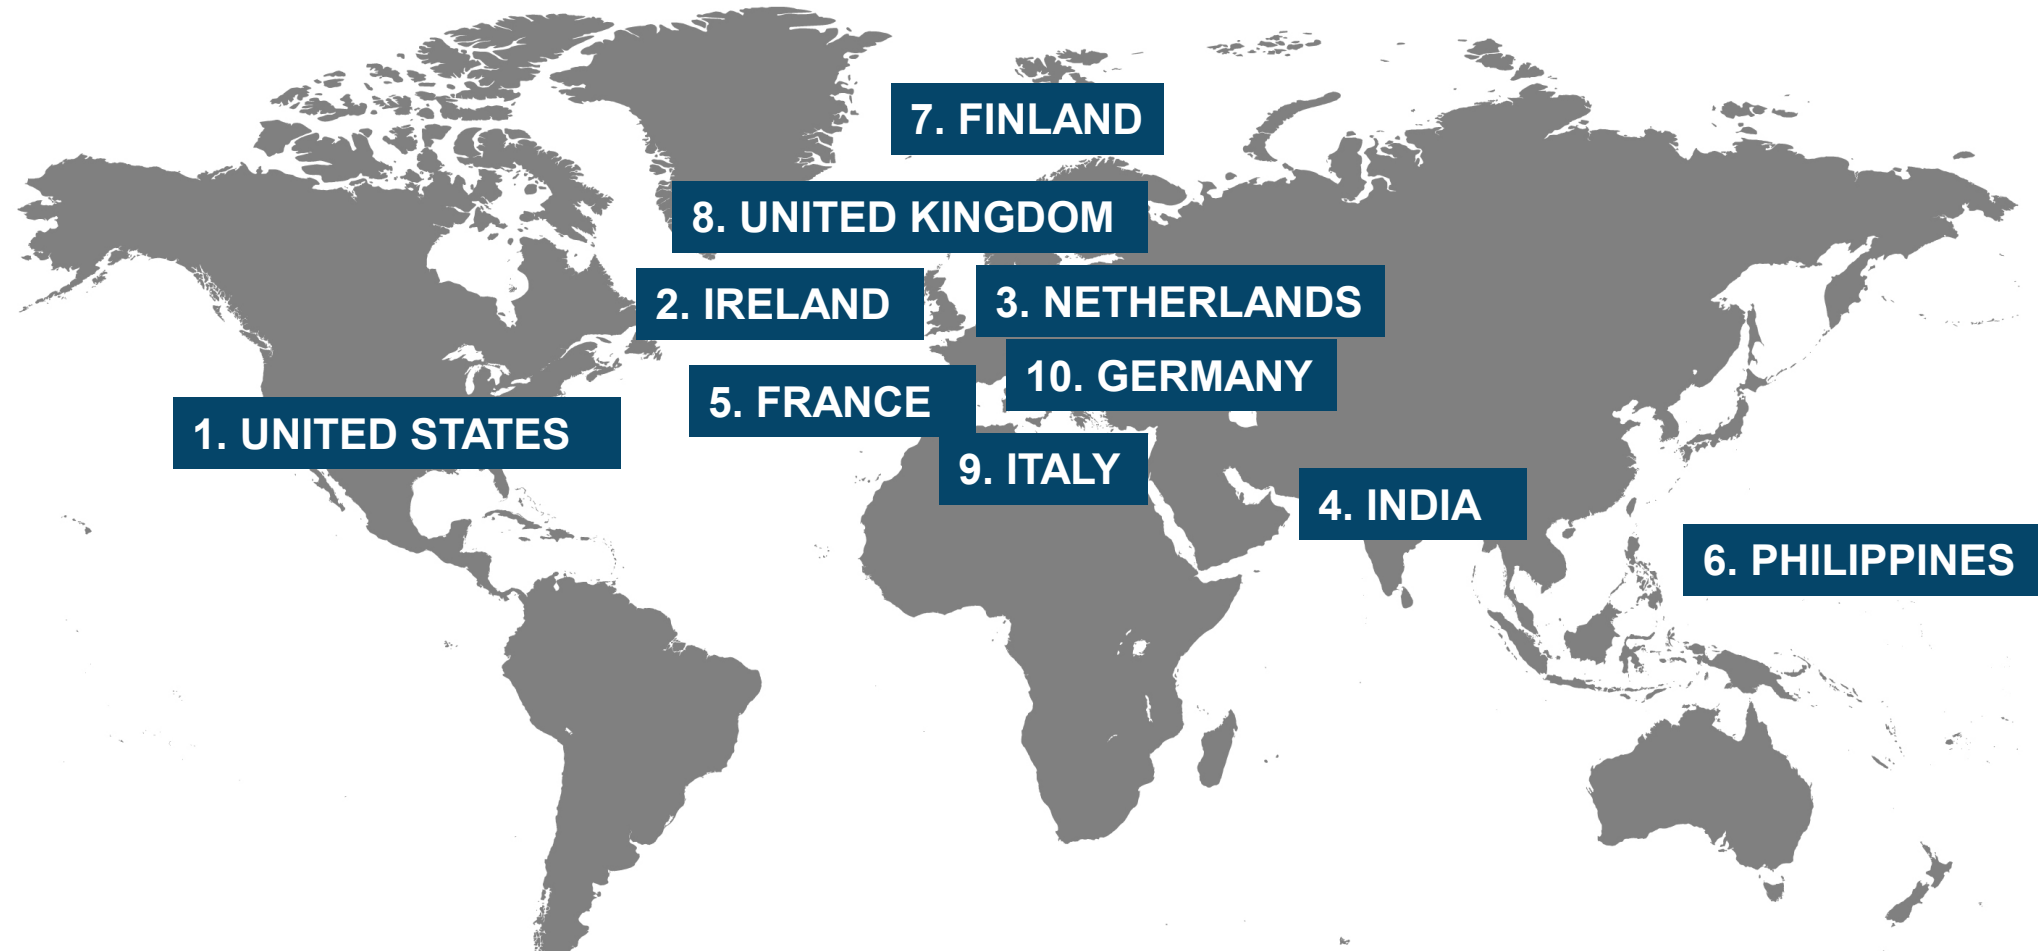 7. FINLAND
8. UNITED KINGDOM
2. IRELAND
3. NETHERLANDS
10. GERMANY
5. FRANCE
1. UNITED STATES
9. ITALY
4. INDIA
6. PHILIPPINES